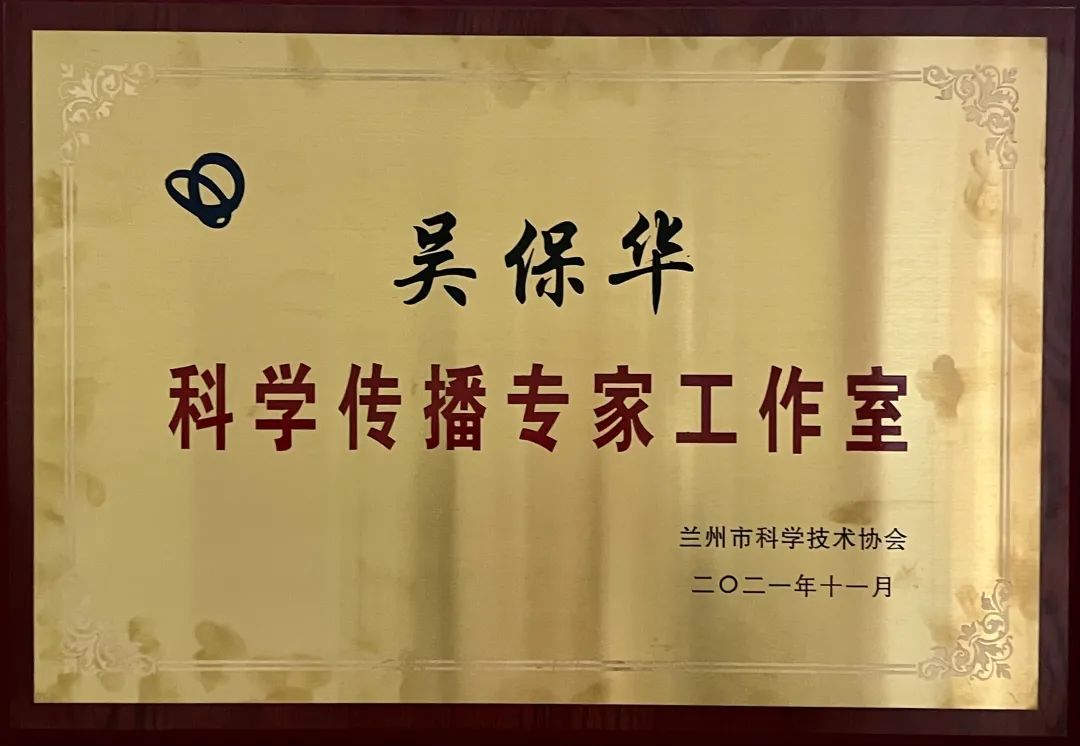 吴保华
科学传播专家工作室
兰州市科学技术协会
二〇二一年十一月